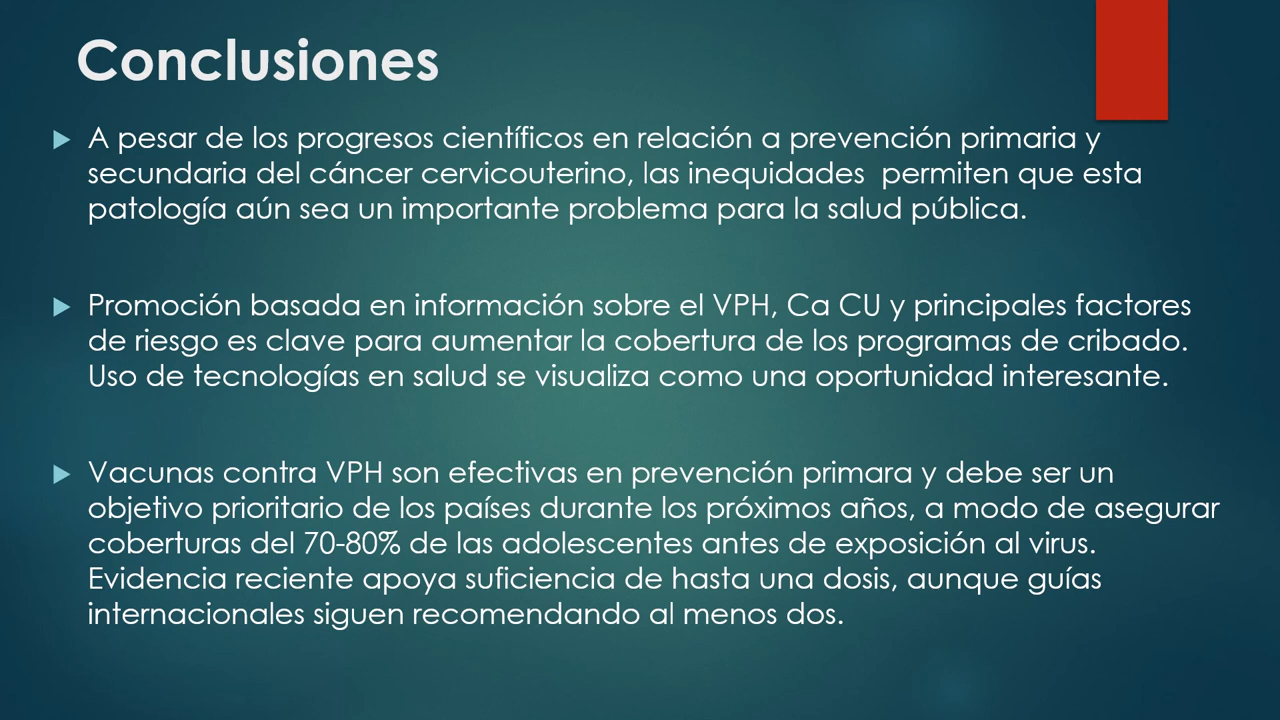 Conclusiones
A pesar de los progresos científicos en relación a prevención primaria y
secundaria del cáncer cervicouterino, las inequidades  permiten que esta
patología aún sea un importante problema para la salud pública.
Promoción basada en información sobre el VPH, Ca CU y principales factores
de riesgo es clave para aumentar la cobertura de los programas de cribado.
Uso de tecnologías en salud se visualiza como una oportunidad interesante.
Vacunas contra VPH son efectivas en prevención primara y debe ser un
objetivo prioritario de los países durante los próximos años, a modo de asegurar
coberturas del 70-80% de las adolescentes antes de exposición al virus.
Evidencia reciente apoya suficiencia de hasta una dosis, aunque guías
internacionales siguen recomendando al menos dos.